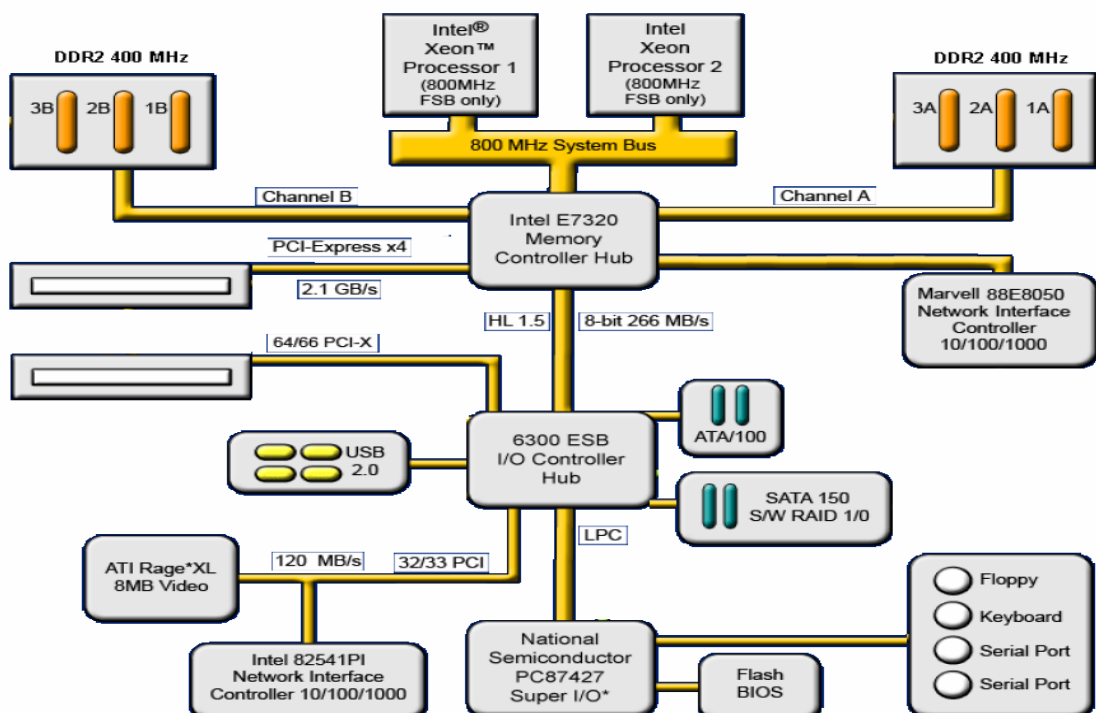 Intel®
Xeon™
Processor 1
(800MHz
FSB only)
Intel
Xeon
Processor 2
(800MHz
FSB only)
DDR2 400 MHz
3B
2B
1B
DDR2 400 MHz
3A
2A
1A
800 MHz System Bus
Channel B
Channel A
Intel E7320
Memory
Controller Hub
PCI-Express x4
2.1 GB/s
Marvell 88E8050
Network Interface
Controller
10/100/1000
HL 1.5
8-bit 266 MB/s
64/66 PCI-X
ATA/100
6300 ESB
I/O Controller
Hub
USB
2.0
SATA 150
S/W RAID 1/0
LPC
ATI Rage*XL
8MB Video
120 MB/s
32/33 PCI
Floppy
Keyboard
Serial Port
Serial Port
Intel 82541PI
Network Interface
Controller 10/100/1000
National
Semiconductor
PC87427
Super I/O*
Flash
BIOS